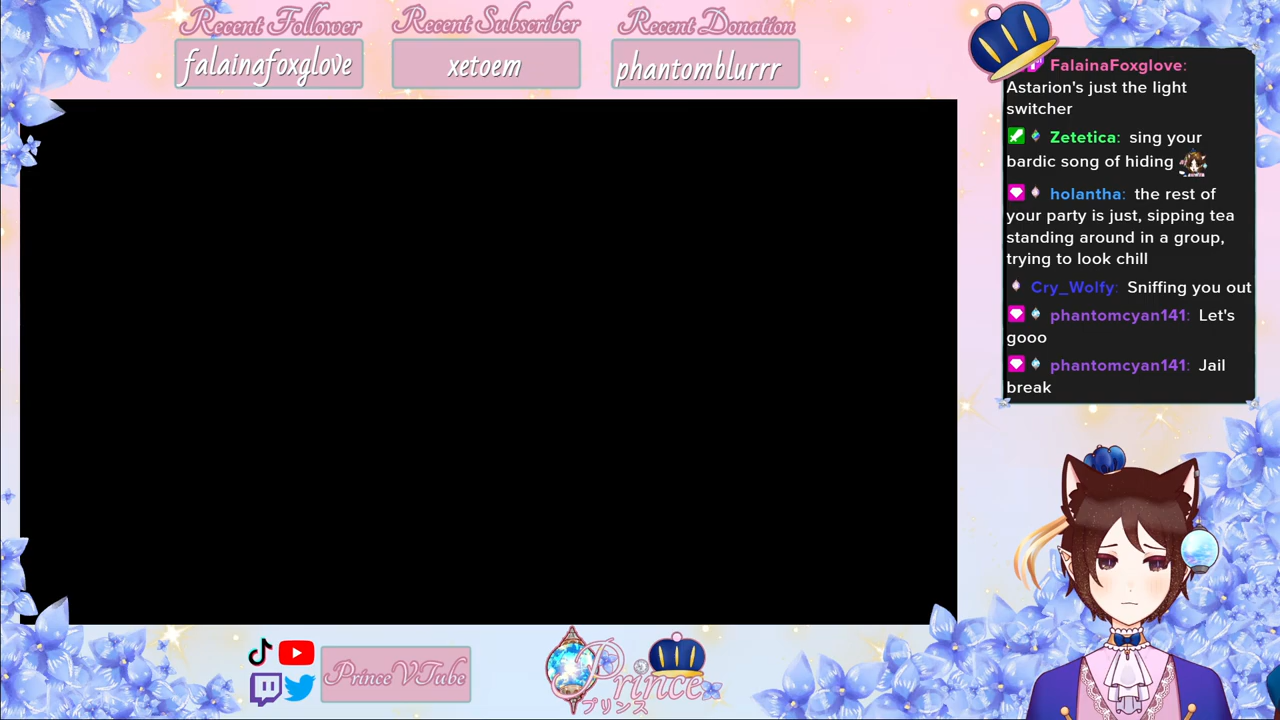 Recent Follower
Recent Subscriber
Recent Donation
falainafoxglove
xetoem
phantomblurrr
FalainaFoxglove:
Astarion's just the light
switcher
Zetetica: sing your
bardic song of hiding
holantha: the rest of
your party is just, sipping tea
standing around in a group,
trying to look chill
Cry_Wolfy: Sniffing you out
phantomcyan141: Let's
gooo
phantomcyan141: Jail
break
Prince VTube
Prince
プリンス